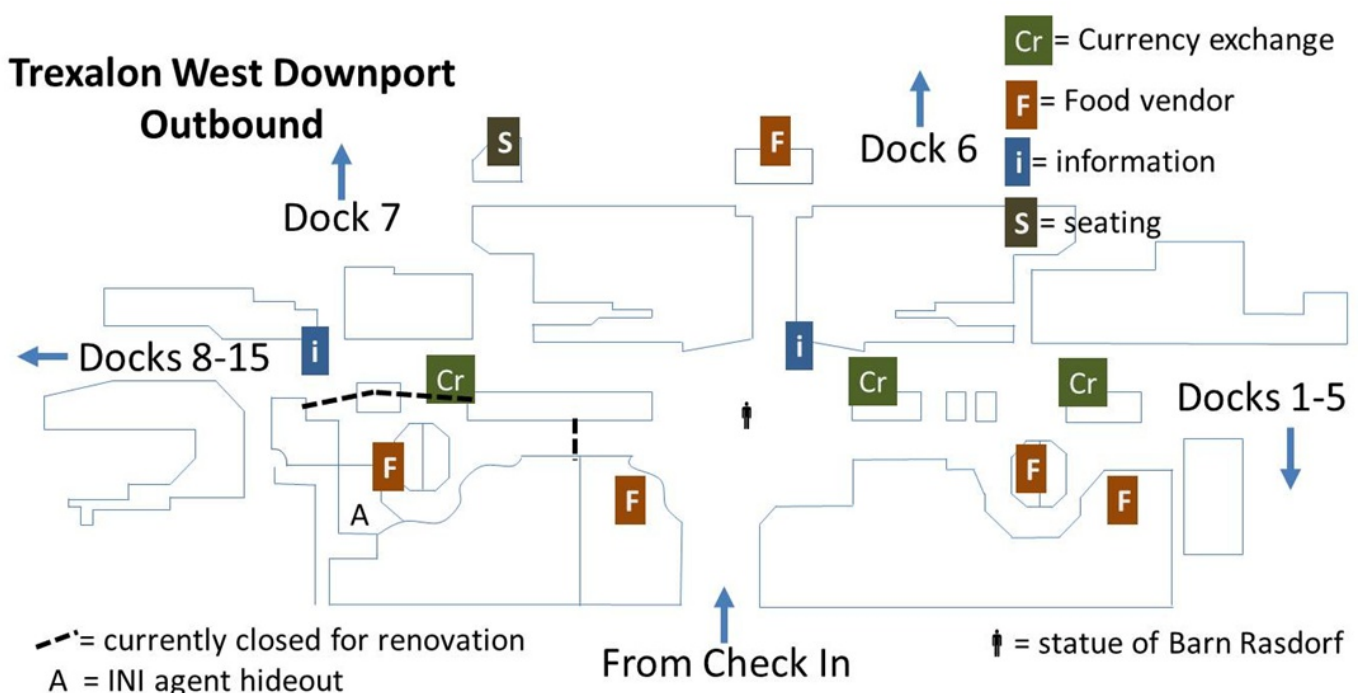 Trexalon West Downport
Outbound
Cr = Currency exchange
F = Food vendor
i = information
S = seating
S
F
Dock 6
Dock 7
i
Docks 8-15
i
Cr
Cr
Cr
Docks 1-5
F
F
F
F
A
From Check In
= currently closed for renovation
A = INI agent hideout
= statue of Barn Rasdorf